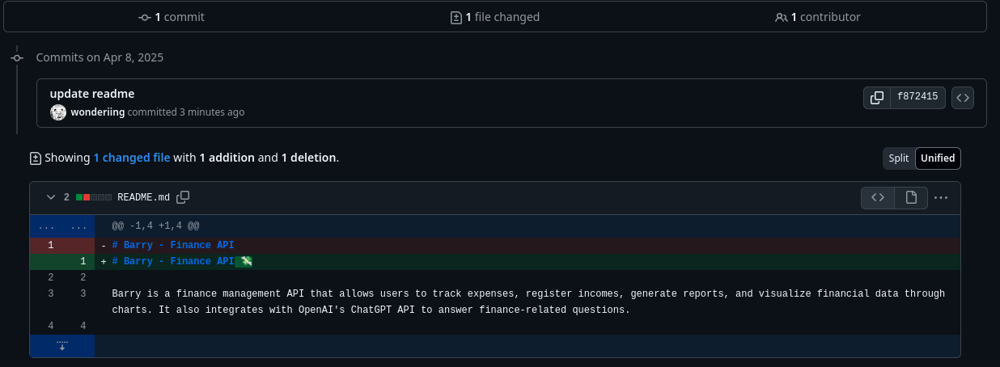 1 commit
1 file changed
1 contributor
Commits on Apr 8, 2025
update readme
wonderiing committed 3 minutes ago
f872415
Showing 1 changed file with 1 addition and 1 deletion.
Split
Unified
2
README.md
... ...
@@ -1,4 +1,4 @@
1 - # Barry - Finance API
1 + # Barry - Finance API 💸
2 2
3 3 Barry is a finance management API that allows users to track expenses, register incomes, generate reports, and visualize financial data through
charts. It also integrates with OpenAI's ChatGPT API to answer finance-related questions.
4 4